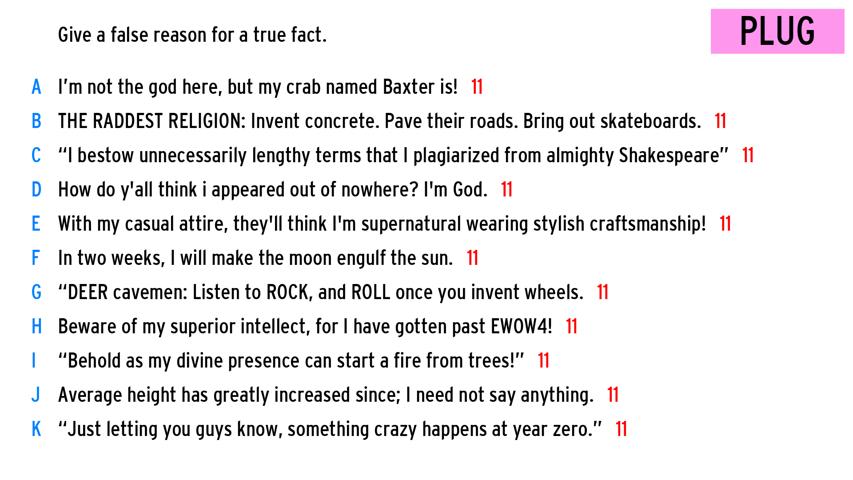 Give a false reason for a true fact.
PLUG
A I'm not the god here, but my crab named Baxter is! 11
B THE RADDEST RELIGION: Invent concrete. Pave their roads. Bring out skateboards. 11
C “I bestow unnecessarily lengthy terms that I plagiarized from almighty Shakespeare” 11
D How do y'all think i appeared out of nowhere? I'm God. 11
E With my casual attire, they'll think I'm supernatural wearing stylish craftsmanship! 11
F In two weeks, I will make the moon engulf the sun. 11
G “DEER cavemen: Listen to ROCK, and ROLL once you invent wheels. 11
H Beware of my superior intellect, for I have gotten past EWOW4! 11
I “Behold as my divine presence can start a fire from trees!” 11
J Average height has greatly increased since; I need not say anything. 11
K “Just letting you guys know, something crazy happens at year zero.” 11